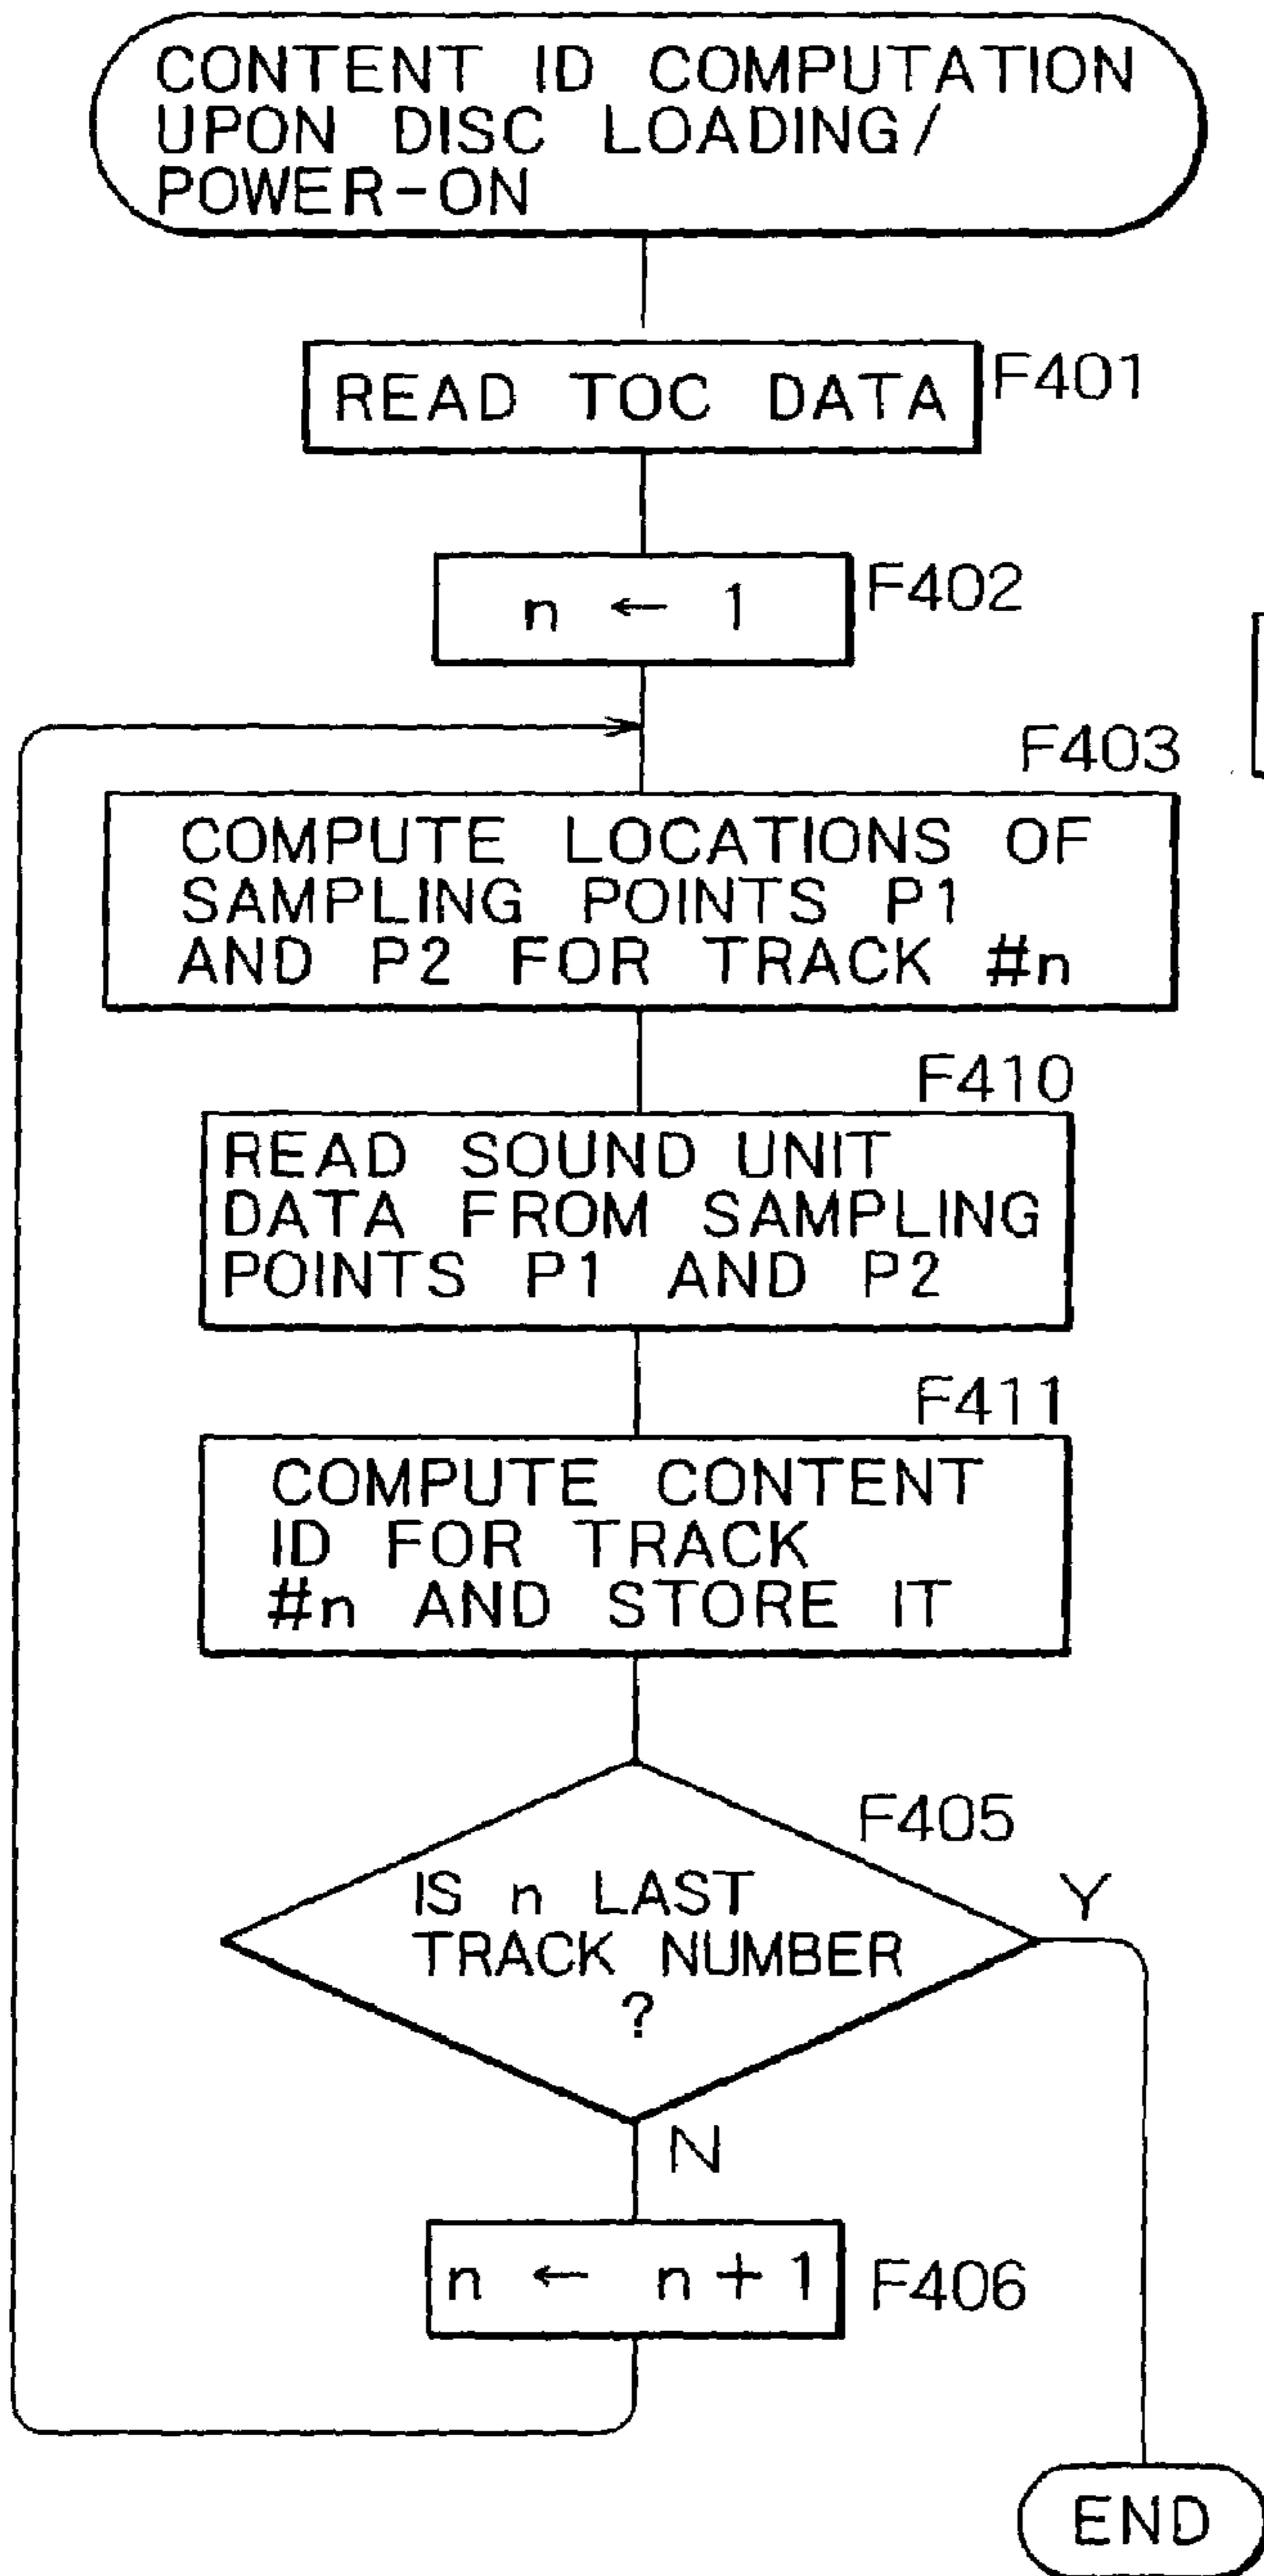 CONTENT ID COMPUTATION
UPON DISC LOADING/
POWER-ON
READ TOC DATA
F401
n ← 1
F402
F403
COMPUTE LOCATIONS OF
SAMPLING POINTS P1
AND P2 FOR TRACK #n
F410
READ SOUND UNIT
DATA FROM SAMPLING
POINTS P1 AND P2
F411
COMPUTE CONTENT
ID FOR TRACK
#n AND STORE IT
F405
IS n LAST
TRACK NUMBER
?
Y
N
n ← n + 1
F406
END